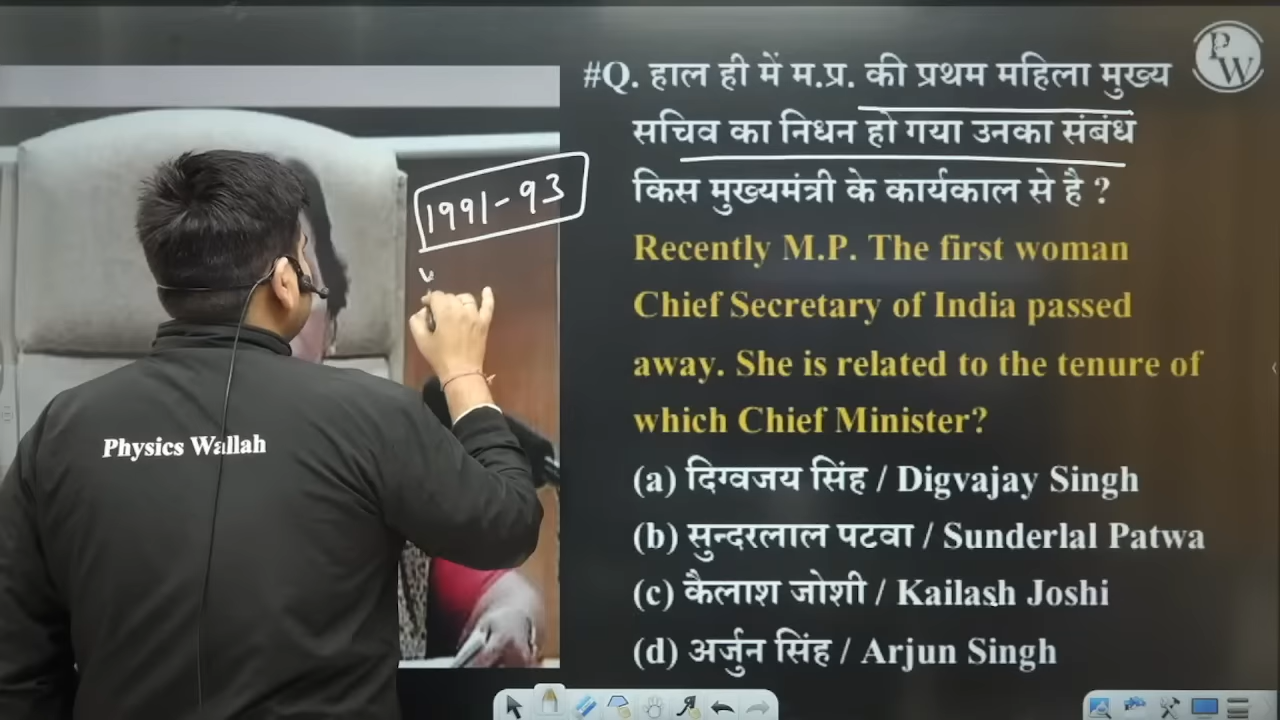 #Q. हाल ही में म.प्र. की प्रथम महिला मुख्य
सचिव का निधन हो गया उनका संबंध
किस मुख्यमंत्री के कार्यकाल से है ?
Recently M.P. The first woman
Chief Secretary of India passed
away. She is related to the tenure of
which Chief Minister?
(a) दिग्वजय सिंह / Digvajay Singh
(b) सुन्दरलाल पटवा / Sunderlal Patwa
(c) कैलाश जोशी / Kailash Joshi
(d) अर्जुन सिंह / Arjun Singh
1991-93
Physics Wallah
PW